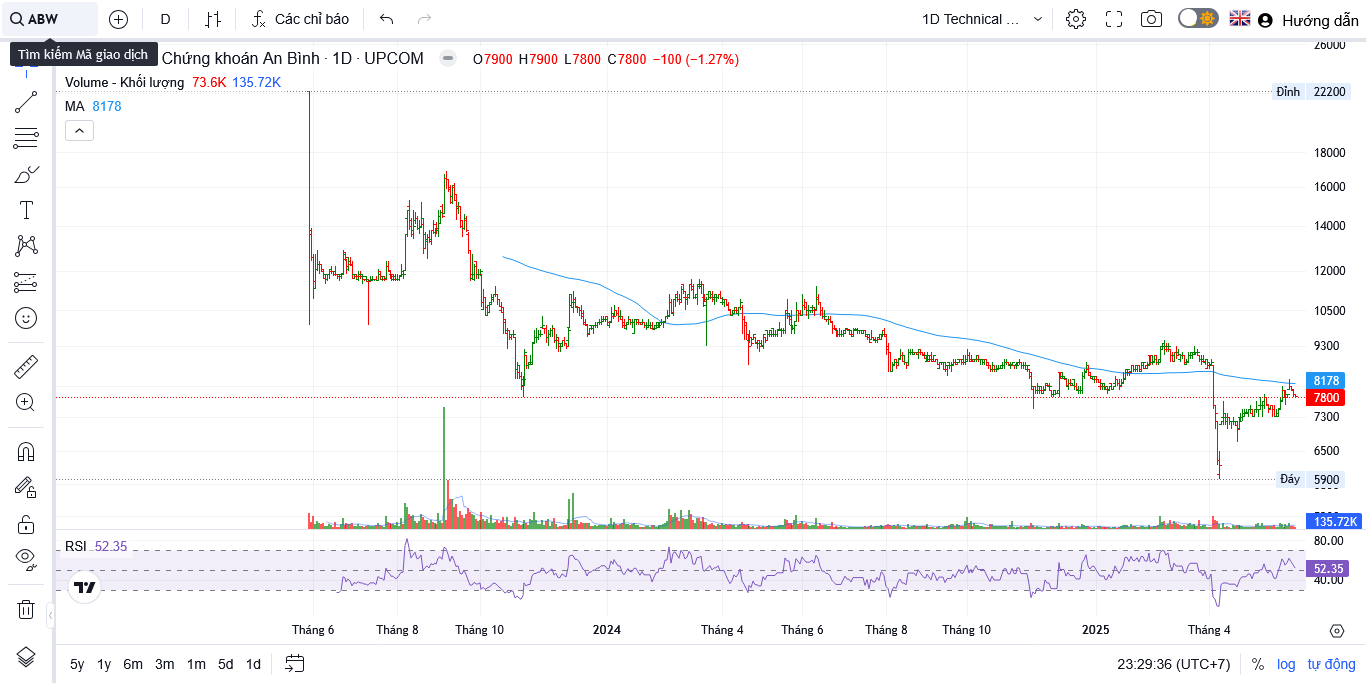 ABW
D
Các chỉ báo
1D Technical ...
Hướng dẫn
Tìm kiếm Mã giao dịch
Chứng khoán An Bình · 1D · UPCOM
O7900 H7900 L7800 C7800 −100 (−1.27%)
Volume - Khối lượng 73.6K 135.72K
MA 8178
26000
Đỉnh 22200
18000
16000
14000
12000
10500
9300
8178
7800
7300
6500
Đáy 5900
135.72K
RSI 52.35
80.00
52.35
40.00
Tháng 6 Tháng 8 Tháng 10 2024 Tháng 4 Tháng 6 Tháng 8 Tháng 10 2025 Tháng 4
5y 1y 6m 3m 1m 5d 1d
23:29:36 (UTC+7) % log tự động